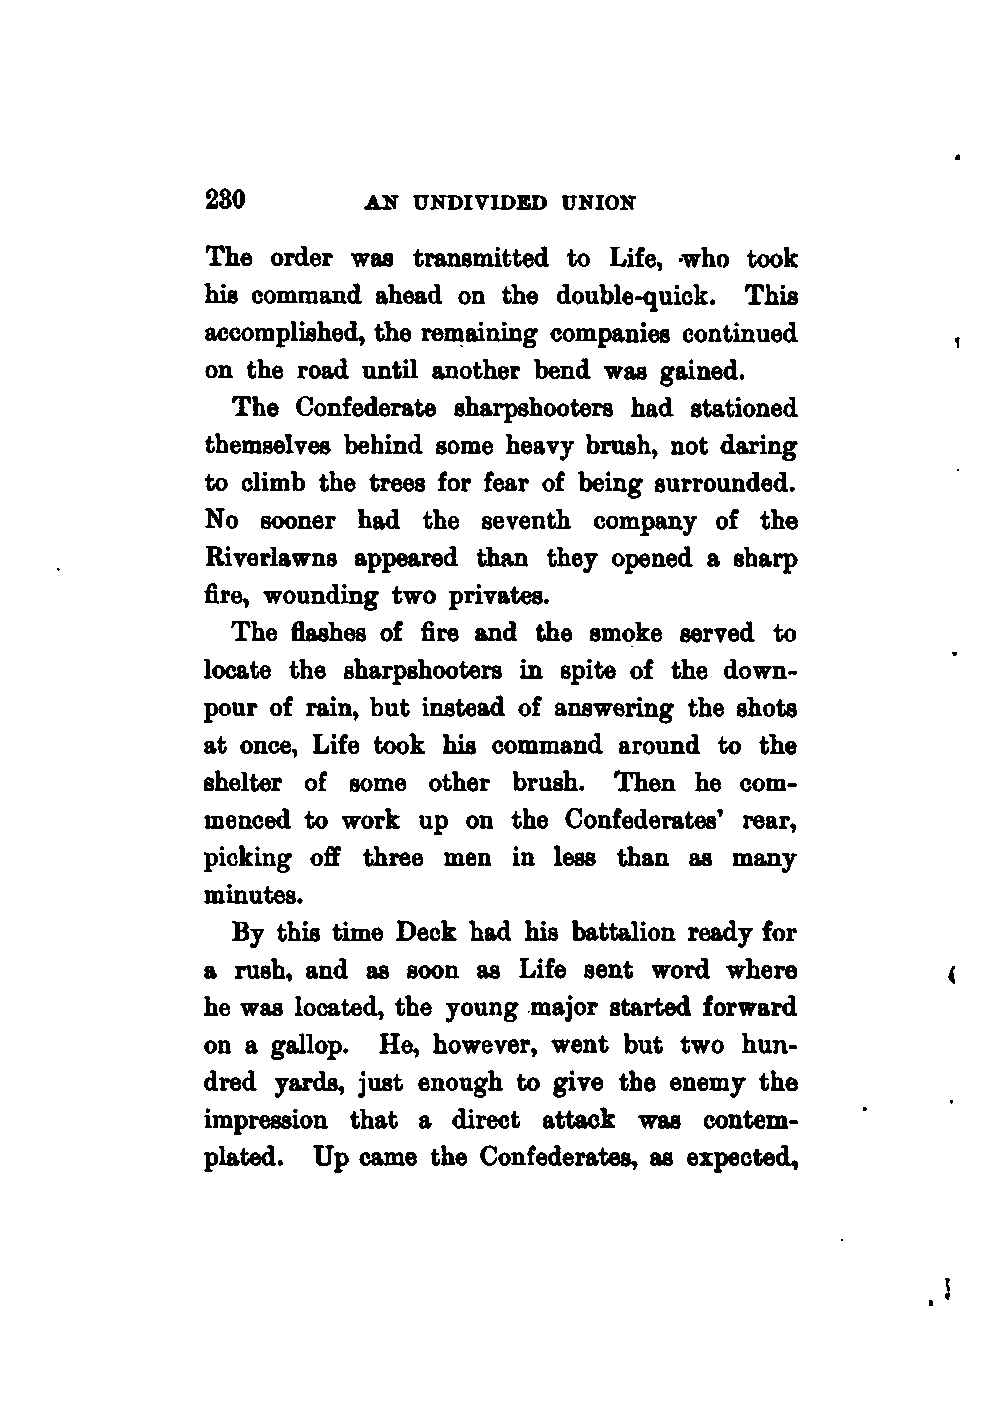 230 AN UNDIVIDED UNION
The order was transmitted to Life, who took
his command ahead on the double-quick. This
accomplished, the remaining companies continued
on the road until another bend was gained.
The Confederate sharpshooters had stationed
themselves behind some heavy brush, not daring
to climb the trees for fear of being surrounded.
No sooner had the seventh company of the
Riverlawns appeared than they opened a sharp
fire, wounding two privates.
The flashes of fire and the smoke served to
locate the sharpshooters in spite of the down-
pour of rain, but instead of answering the shots
at once, Life took his command around to the
shelter of some other brush. Then he com-
menced to work up on the Confederates' rear,
picking off three men in less than as many
minutes.
By this time Deck had his battalion ready for
a rush, and as soon as Life sent word where
he was located, the young major started forward
on a gallop. He, however, went but two hun-
dred yards, just enough to give the enemy the
impression that a direct attack was contem-
plated. Up came the Confederates, as expected,